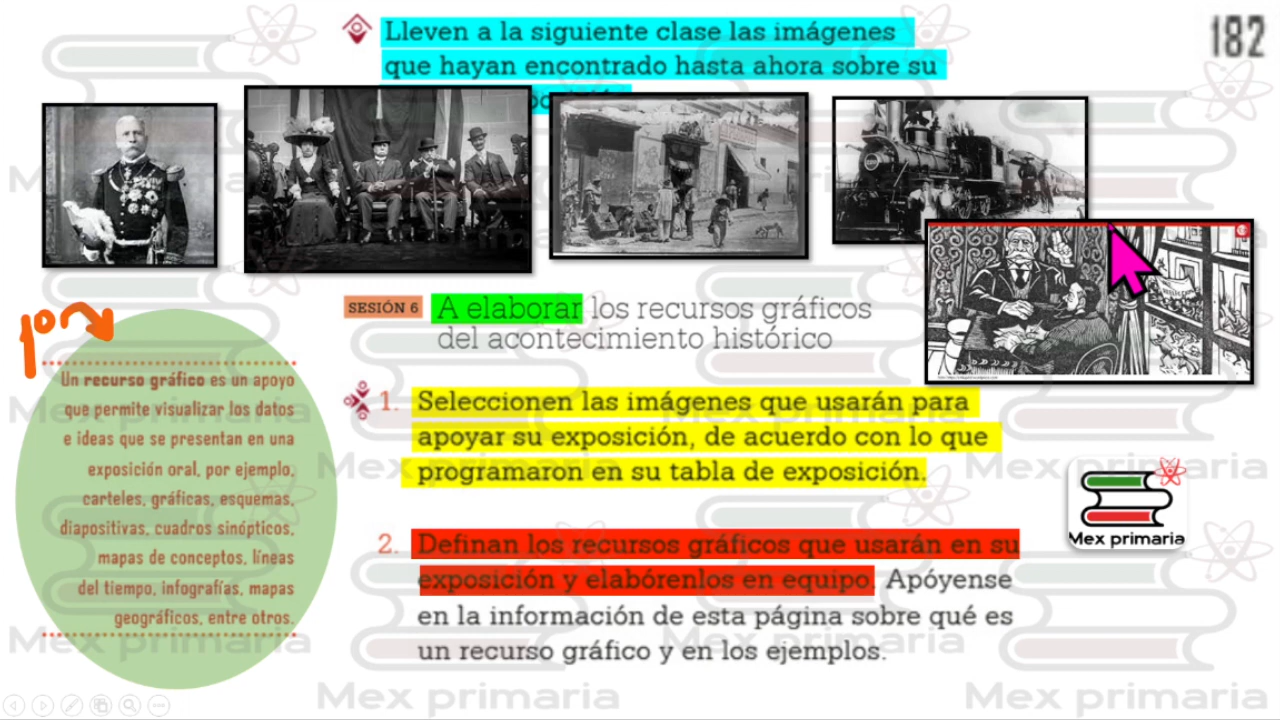 182
Lleven a la siguiente clase las imágenes
que hayan encontrado hasta ahora sobre su
SESIÓN 6 A elaborar los recursos gráficos
del acontecimiento histórico
1o
Un recurso gráfico es un apoyo
que permite visualizar los datos
e ideas que se presentan en una
exposición oral, por ejemplo,
carteles, gráficas, esquemas,
diapositivas, cuadros sinópticos,
mapas de conceptos, líneas
del tiempo, infografías, mapas
geográficos, entre otros.
1. Seleccionen las imágenes que usarán para
apoyar su exposición, de acuerdo con lo que
programaron en su tabla de exposición.
2. Definan los recursos gráficos que usarán en su
exposición y elabórenlos en equipo. Apóyense
en la información de esta página sobre qué es
un recurso gráfico y en los ejemplos.
Mex primaria
Mex primaria
Mex primaria